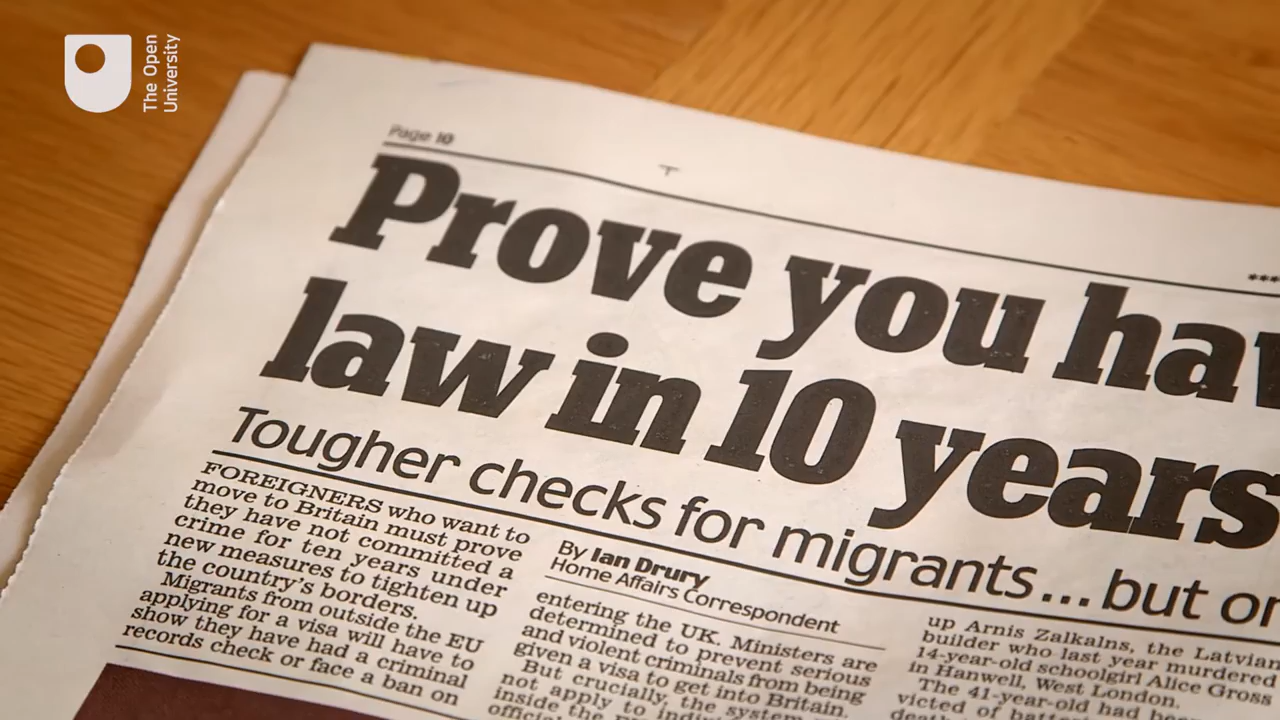 The Open
University
Page 10
***
Prove you hav
law in 10 years
Tougher checks for migrants... but or
FOREIGNERS who want to
move to Britain must prove
they have not committed a
crime for ten years under
new measures to tighten up
the country's borders.
Migrants from outside the EU
applying for a visa will have to
show they have had a criminal
records check or face a ban on
By Ian Drury
Home Affairs Correspondent
entering the UK. Ministers are
determined to prevent serious
and violent criminals from being
given a visa to get into Britain.
But crucially, the system
not apply to
inside the
up Arnis Zalkalns, the Latvian
builder who last year murdered
14-year-old schoolgirl Alice Gross
in Hanwell, West London.
The 41-year-old had
victed of